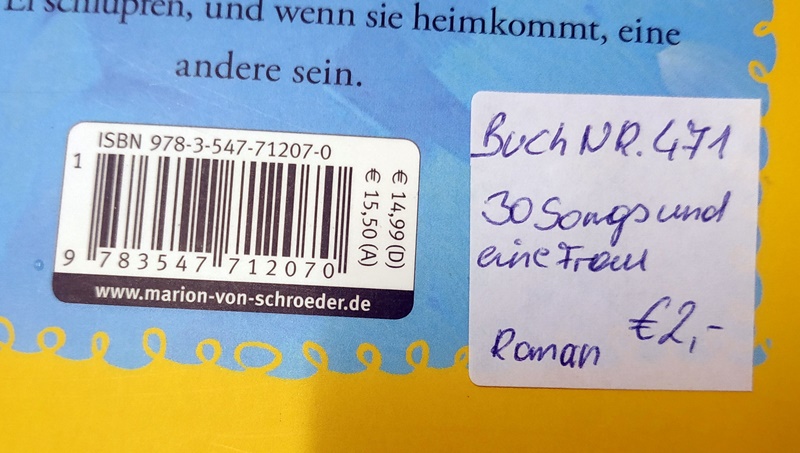 schlüpfen, und wenn sie heimkommt, eine
andere sein.
ISBN 978-3-547-71207-0
1
9 783547 712070
€ 14,99 (D)
€ 15,50 (A)
www.marion-von-schroeder.de
Buch NR. 471
30 Songs und
eine Frau
€2,-
Roman